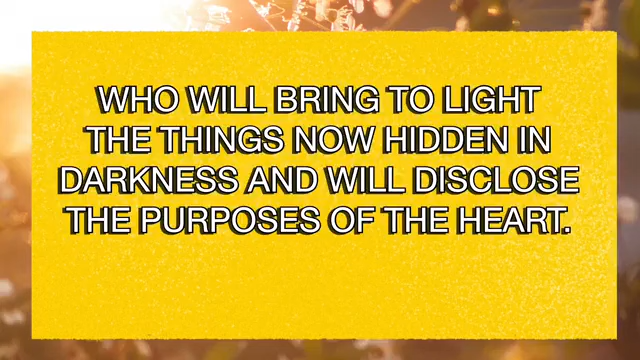 WHO WILL BRING TO LIGHT
THE THINGS NOW HIDDEN IN
DARKNESS AND WILL DISCLOSE
THE PURPOSES OF THE HEART.